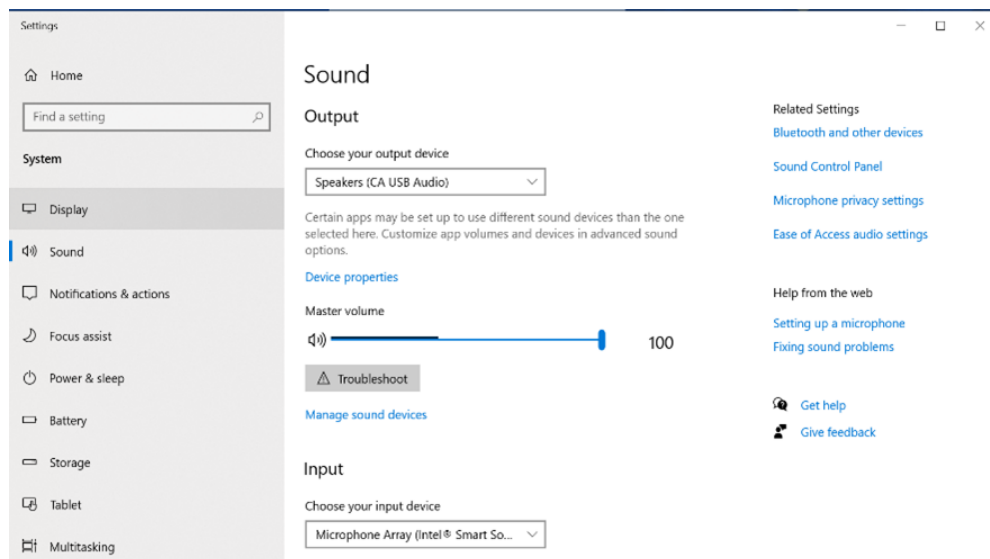 Settings
Home
Find a setting
System
Display
Sound
Notifications & actions
Focus assist
Power & sleep
Battery
Storage
Tablet
Multitasking
Sound
Output
Choose your output device
Speakers (CA USB Audio)
Certain apps may be set up to use different sound devices than the one
selected here. Customize app volumes and devices in advanced sound
options.
Device properties
Master volume
100
Troubleshoot
Manage sound devices
Input
Choose your input device
Microphone Array (Intel® Smart So...
Related Settings
Bluetooth and other devices
Sound Control Panel
Microphone privacy settings
Ease of Access audio settings
Help from the web
Setting up a microphone
Fixing sound problems
Get help
Give feedback